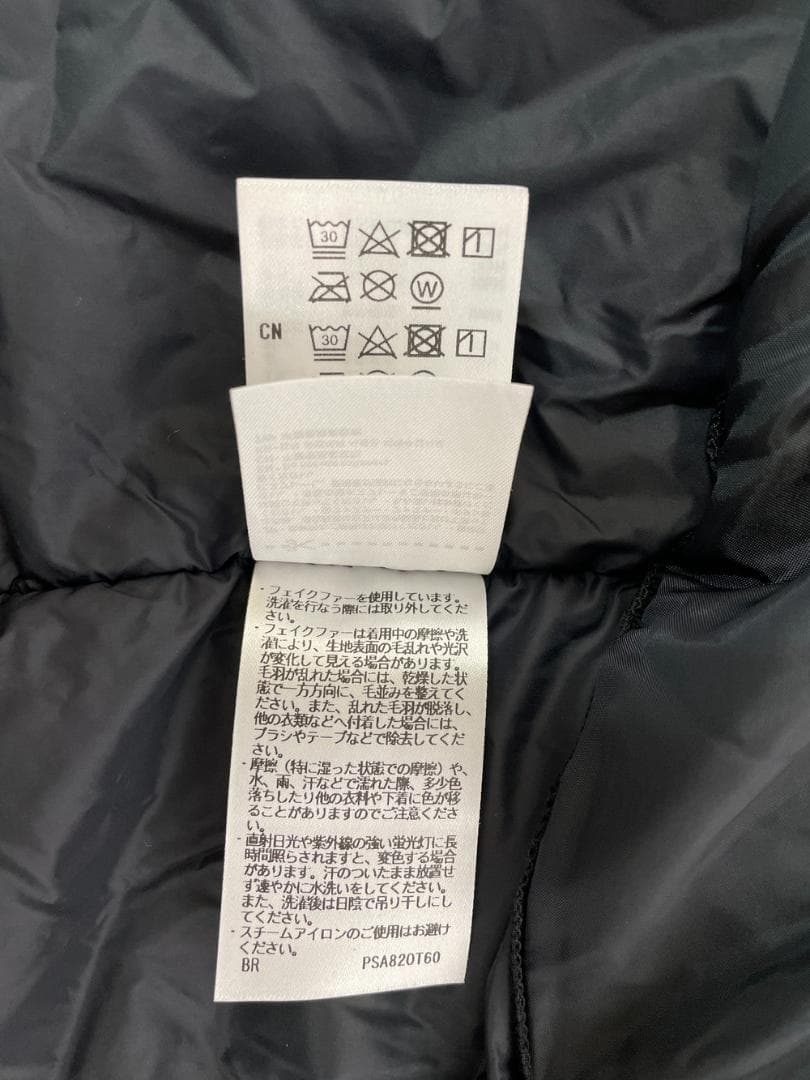 30
W
CN
30
・フェイクファーを使用しています。
洗濯を行なう際には取り外してくだ
さい。
・フェイクファーは着用中の摩擦や洗
濯により、生地表面の毛乱れや光沢
が変化して見える場合があります。
毛羽が乱れた場合には、乾燥した状
態で一方方向に、毛並みを整えてく
ださい。また、乱れた毛羽が脱落し、
他の衣類などへ付着した場合には、
ブラシやテープなどで除去してくだ
さい。
・摩擦（特に湿った状態での摩擦）や、
水、雨、汗などで濡れた際、多少色
落ちしたり他の衣料や下着に色が移
ることがありますのでご注意くださ
い。
・直射日光や紫外線の強い蛍光灯に長
時間照らされますと、変色する場合
があります。汗のついたまま放置せ
ず速やかに水洗いをしてください。
また、洗濯後は日陰で吊り干しにし
てください。
・スチームアイロンのご使用はお避け
ください。
BR PSA820T60